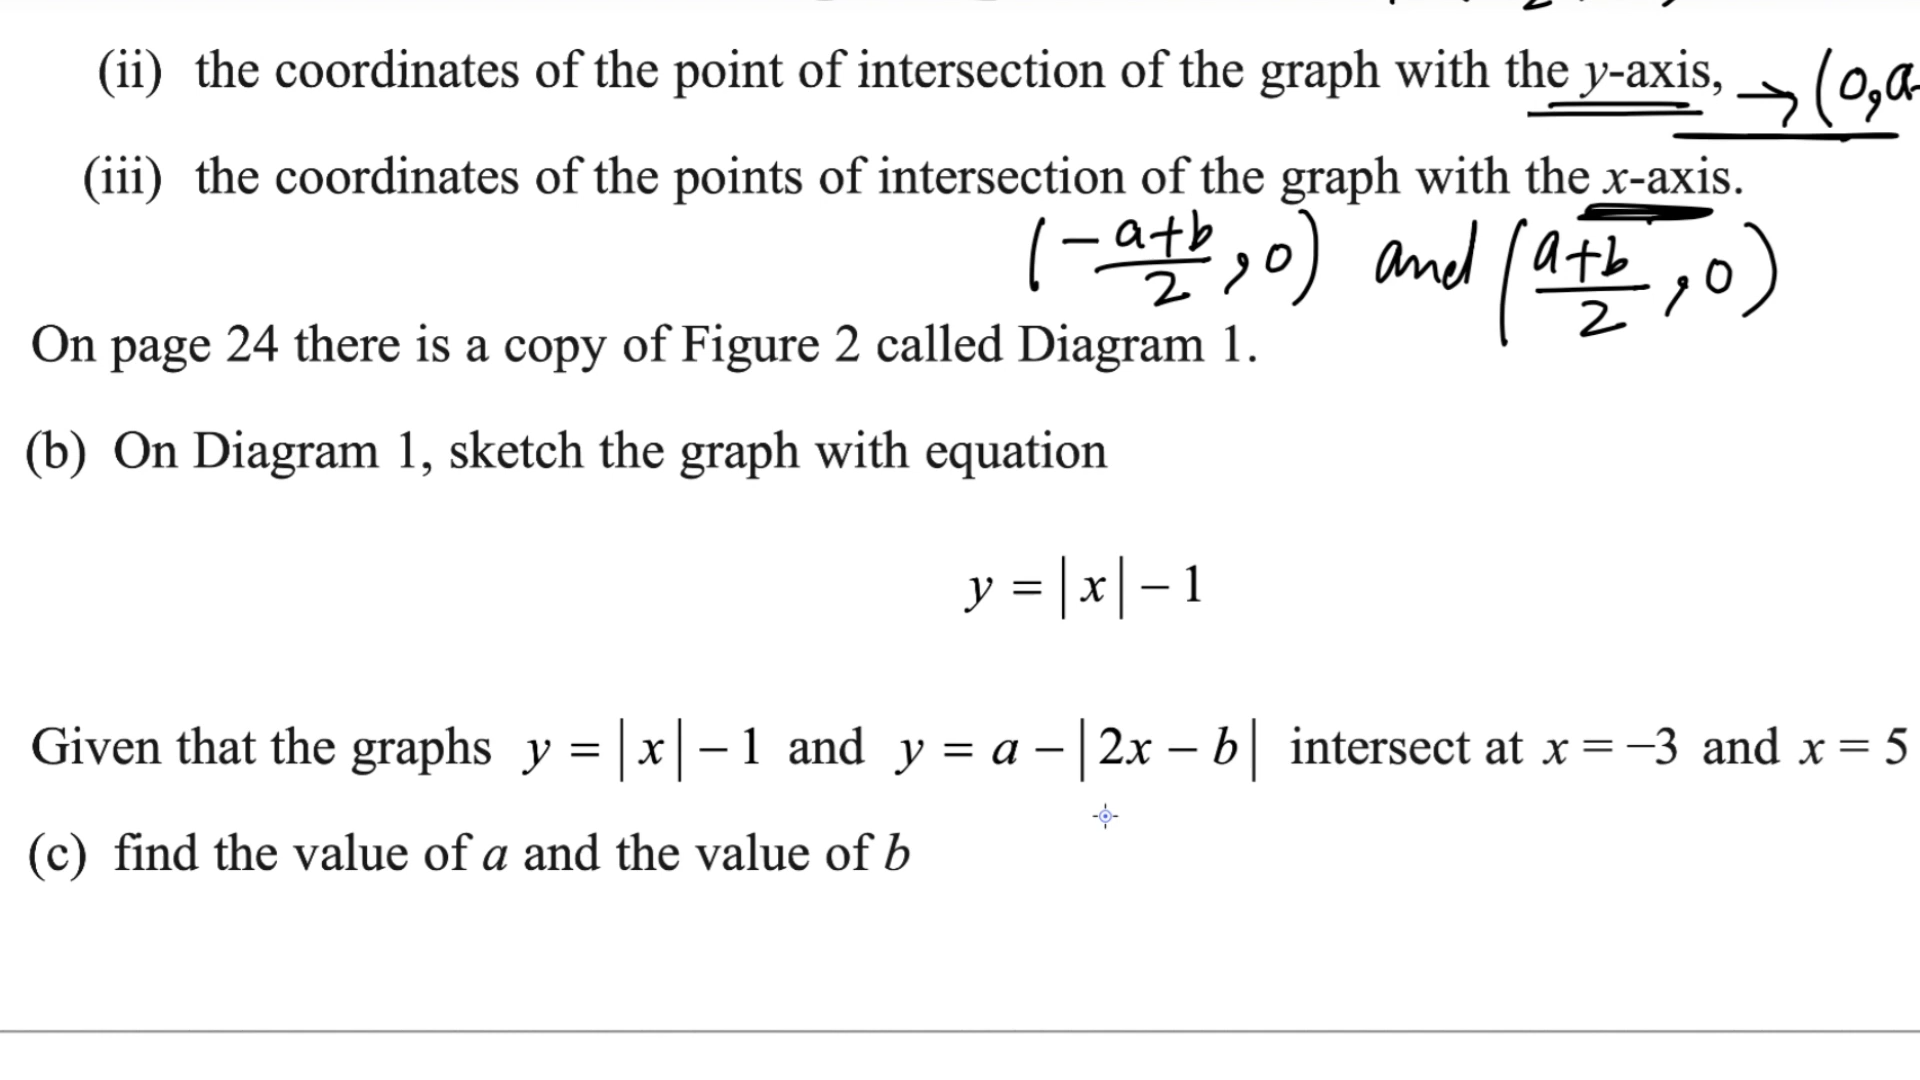 (ii) the coordinates of the point of intersection of the graph with the y-axis, → (0,a-
(iii) the coordinates of the points of intersection of the graph with the x-axis.
(-a+b/2, 0) and (a+b/2, 0)
On page 24 there is a copy of Figure 2 called Diagram 1.
(b) On Diagram 1, sketch the graph with equation
y = |x| − 1
Given that the graphs y = |x| − 1 and y = a − |2x − b| intersect at x = −3 and x = 5
(c) find the value of a and the value of b